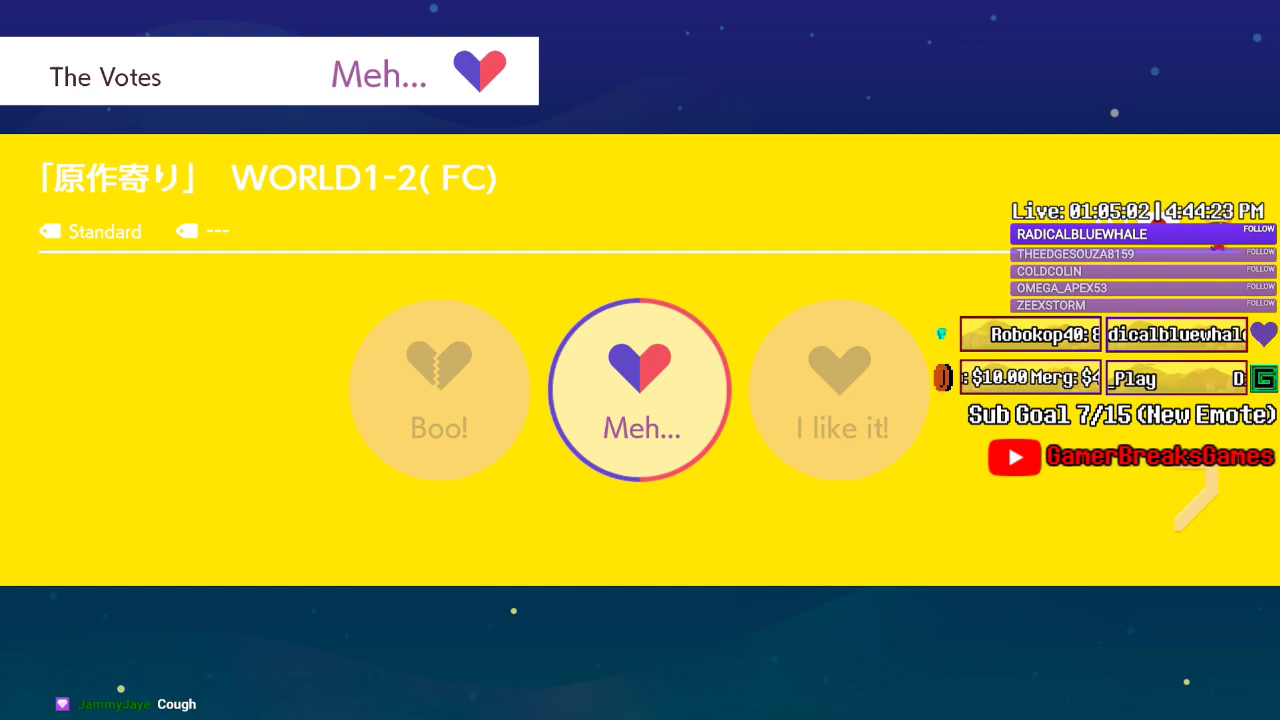 The Votes
Meh...
「原作寄り」 WORLD1-2( FC)
Standard
---
Live: 01:05:02 | 4:44:23 PM
RADICALBLUEWHALE FOLLOW
THEEDGESOUZA8159 FOLLOW
COLDCOLIN FOLLOW
OMEGA_APEX53 FOLLOW
ZEEXSTORM FOLLOW
Robokop40:
dicalbluewhale
: $10.00 Merg: $4
_Play D
Sub Goal 7/15 (New Emote)
GamerBreaksGames
Boo!
Meh...
I like it!
JammyJaye Cough